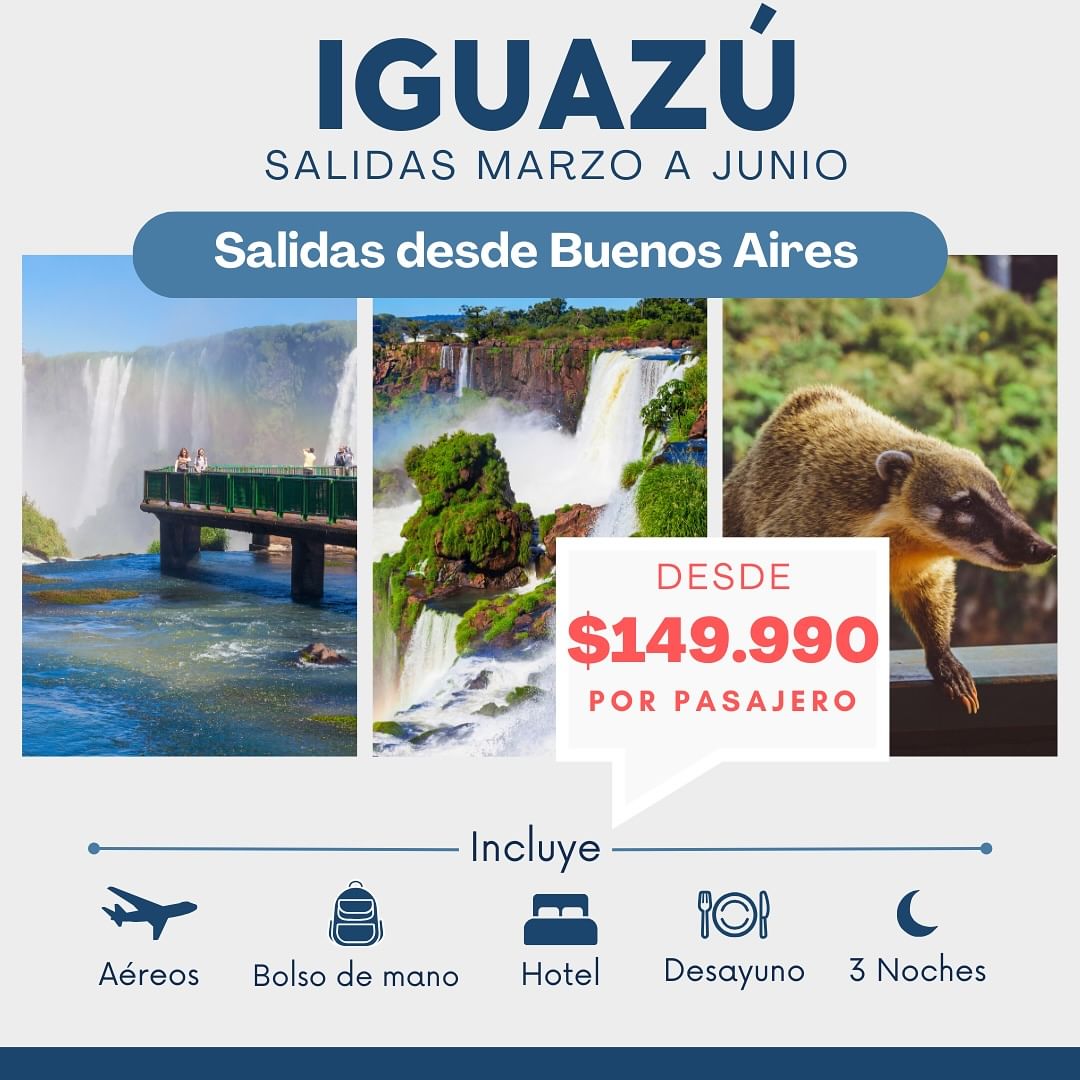 IGUAZÚ
SALIDAS MARZO A JUNIO
Salidas desde Buenos Aires
DESDE
$149.990
POR PASAJERO
Incluye
Aéreos
Bolso de mano
Hotel
Desayuno
3 Noches